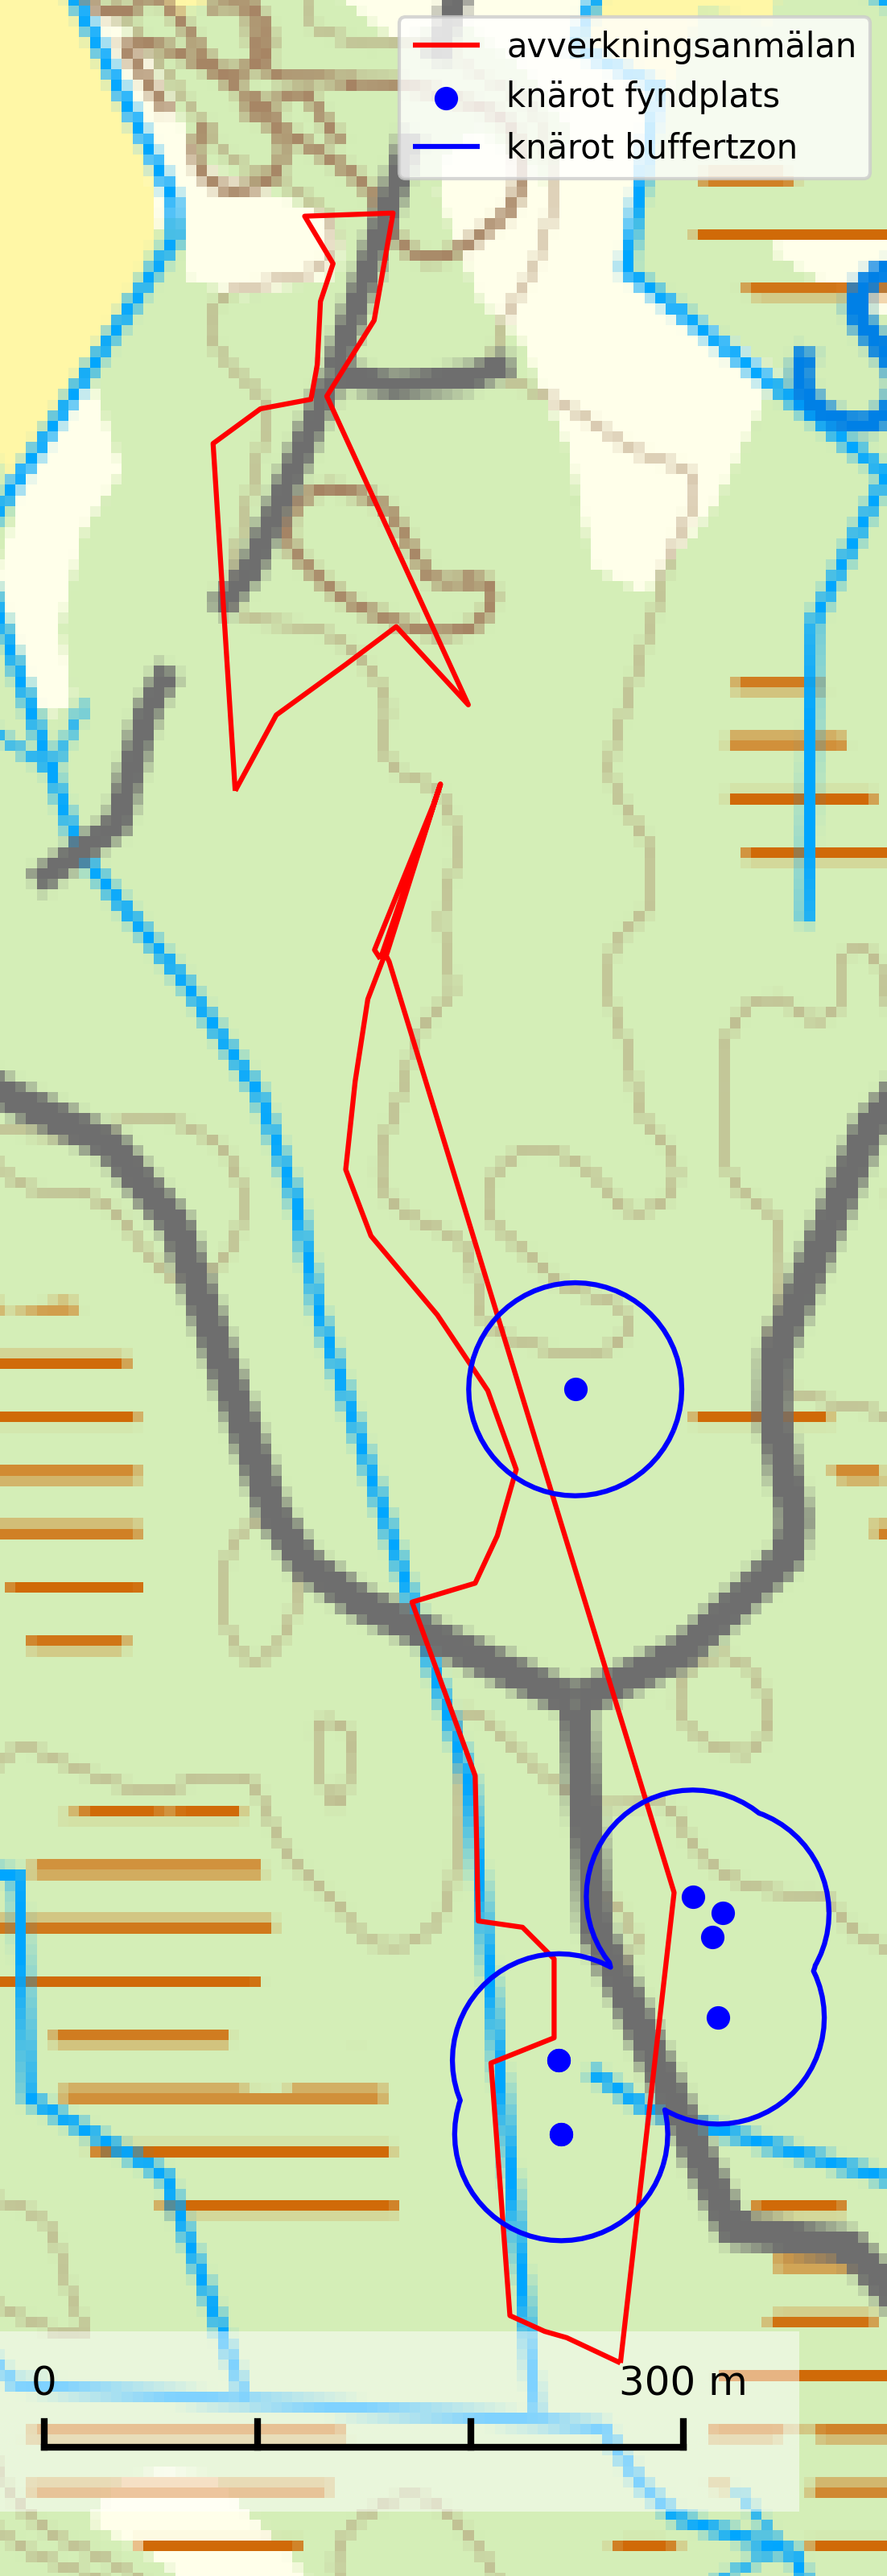 avverkningsanmälan
knärot fyndplats
knärot buffertzon
0 300 m